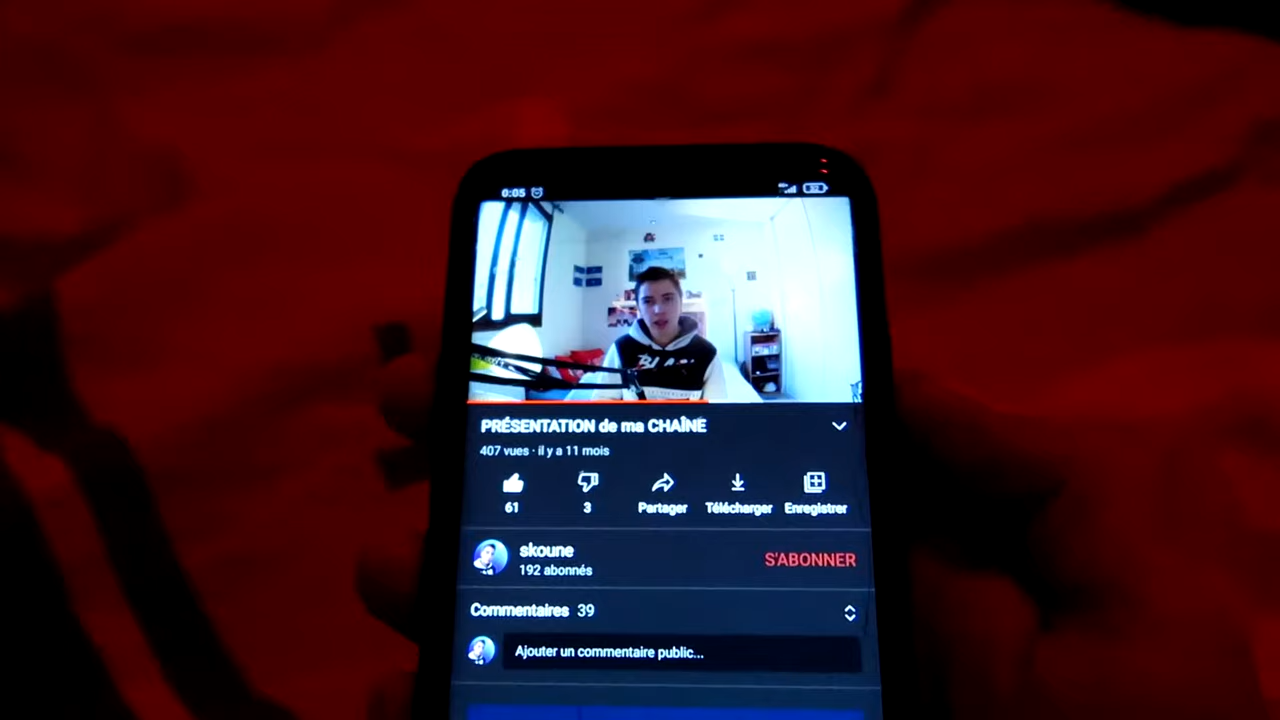 0:05
PRÉSENTATION de ma CHAÎNE
407 vues · il y a 11 mois
61 3 Partager Télécharger Enregistrer
skoune
S'ABONNER
192 abonnés
Commentaires 39
Ajouter un commentaire public...